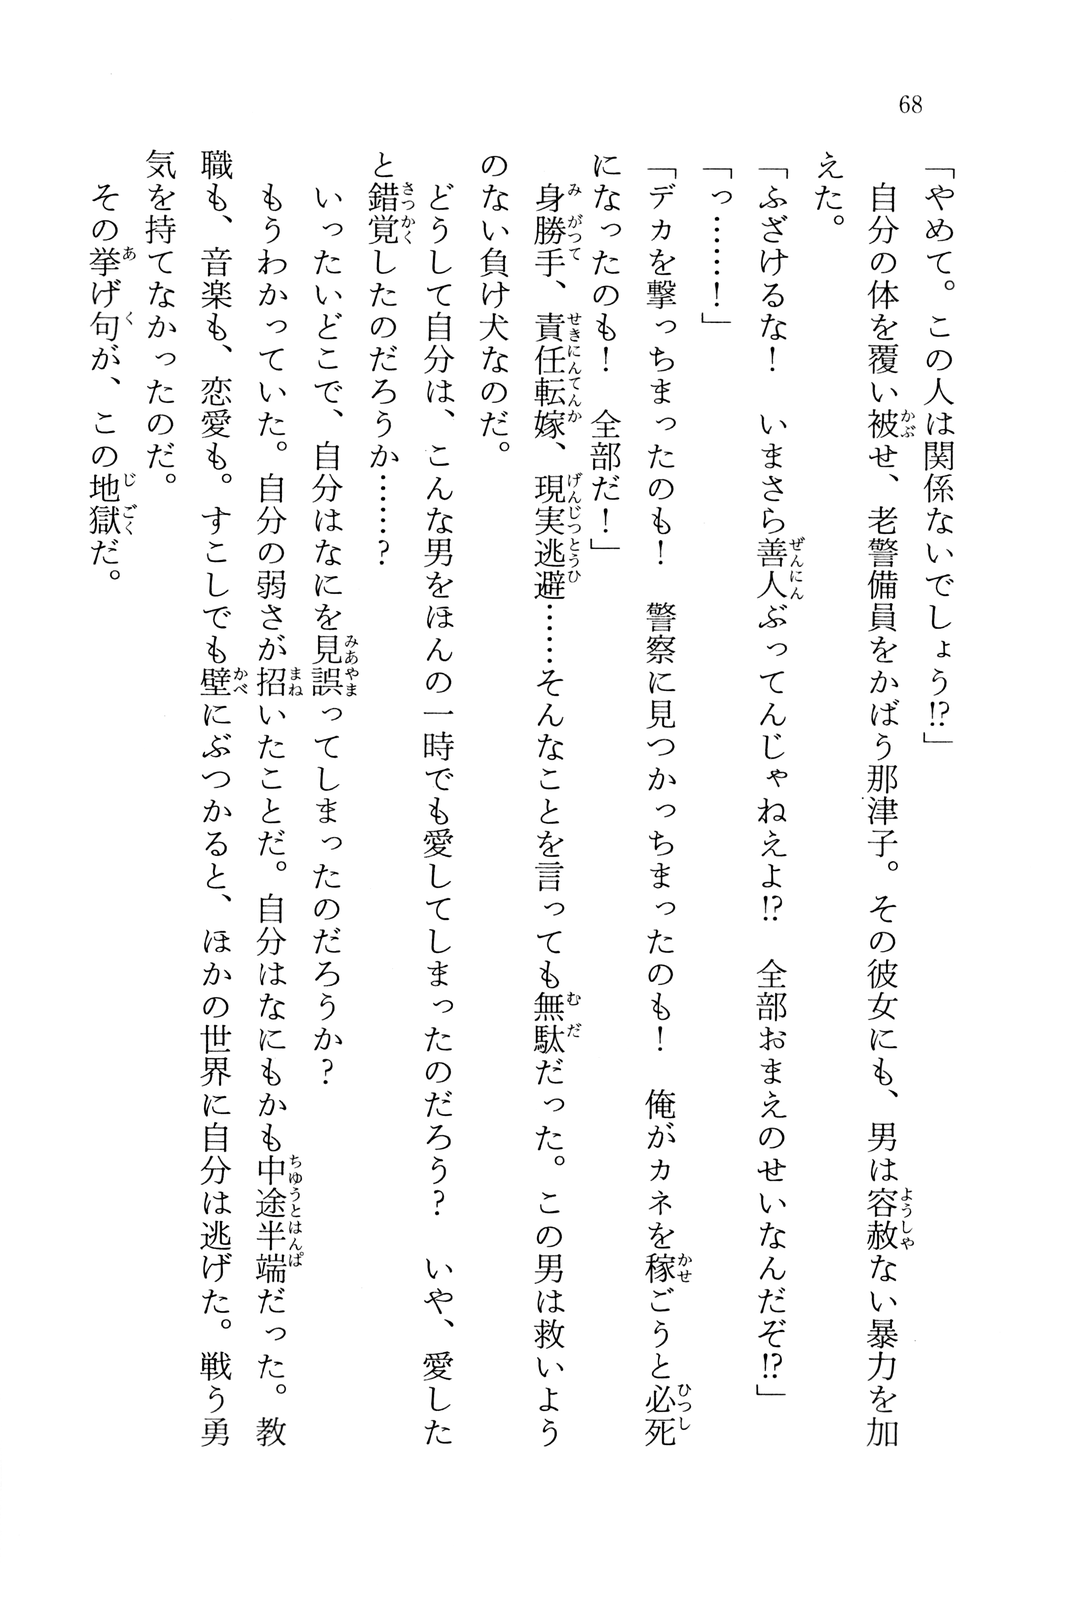 68
「やめて。この人は関係ないでしょう!?」
自分の体を覆い被せ、老警備員をかばう那津子。その彼女にも、男は容赦ない暴力を加
えた。
「ふざけるな！　いまさら善人ぶってんじゃねえよ!?　全部おまえのせいなんだぞ!?」
「っ……！」
「デカを撃っちまったのも！　警察に見つかっちまったのも！　俺がカネを稼ごうと必死
になったのも！　全部だ！」
身勝手、責任転嫁、現実逃避……そんなことを言っても無駄だった。この男は救いよう
のない負け犬なのだ。
どうして自分は、こんな男をほんの一時でも愛してしまったのだろう？　いや、愛した
と錯覚したのだろうか……？
いったいどこで、自分はなにを見誤ってしまったのだろうか？
もうわかっていた。自分の弱さが招いたことだ。自分はなにもかも中途半端だった。教
職も、音楽も、恋愛も。すこしでも壁にぶつかると、ほかの世界に自分は逃げた。戦う勇
気を持てなかったのだ。
その挙げ句が、この地獄だ。